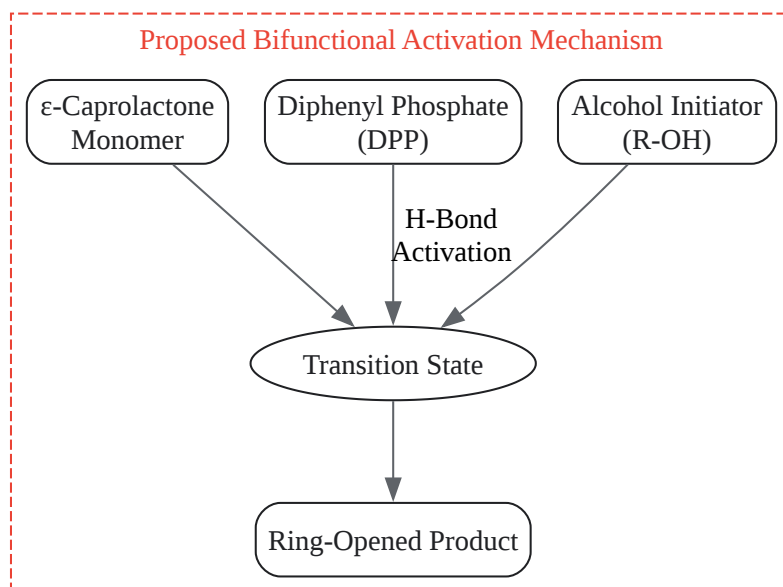 Proposed Bifunctional Activation Mechanism
ε-Caprolactone
Monomer
Diphenyl Phosphate
(DPP)
Alcohol Initiator
(R-OH)
H-Bond
Activation
Transition State
Ring-Opened Product